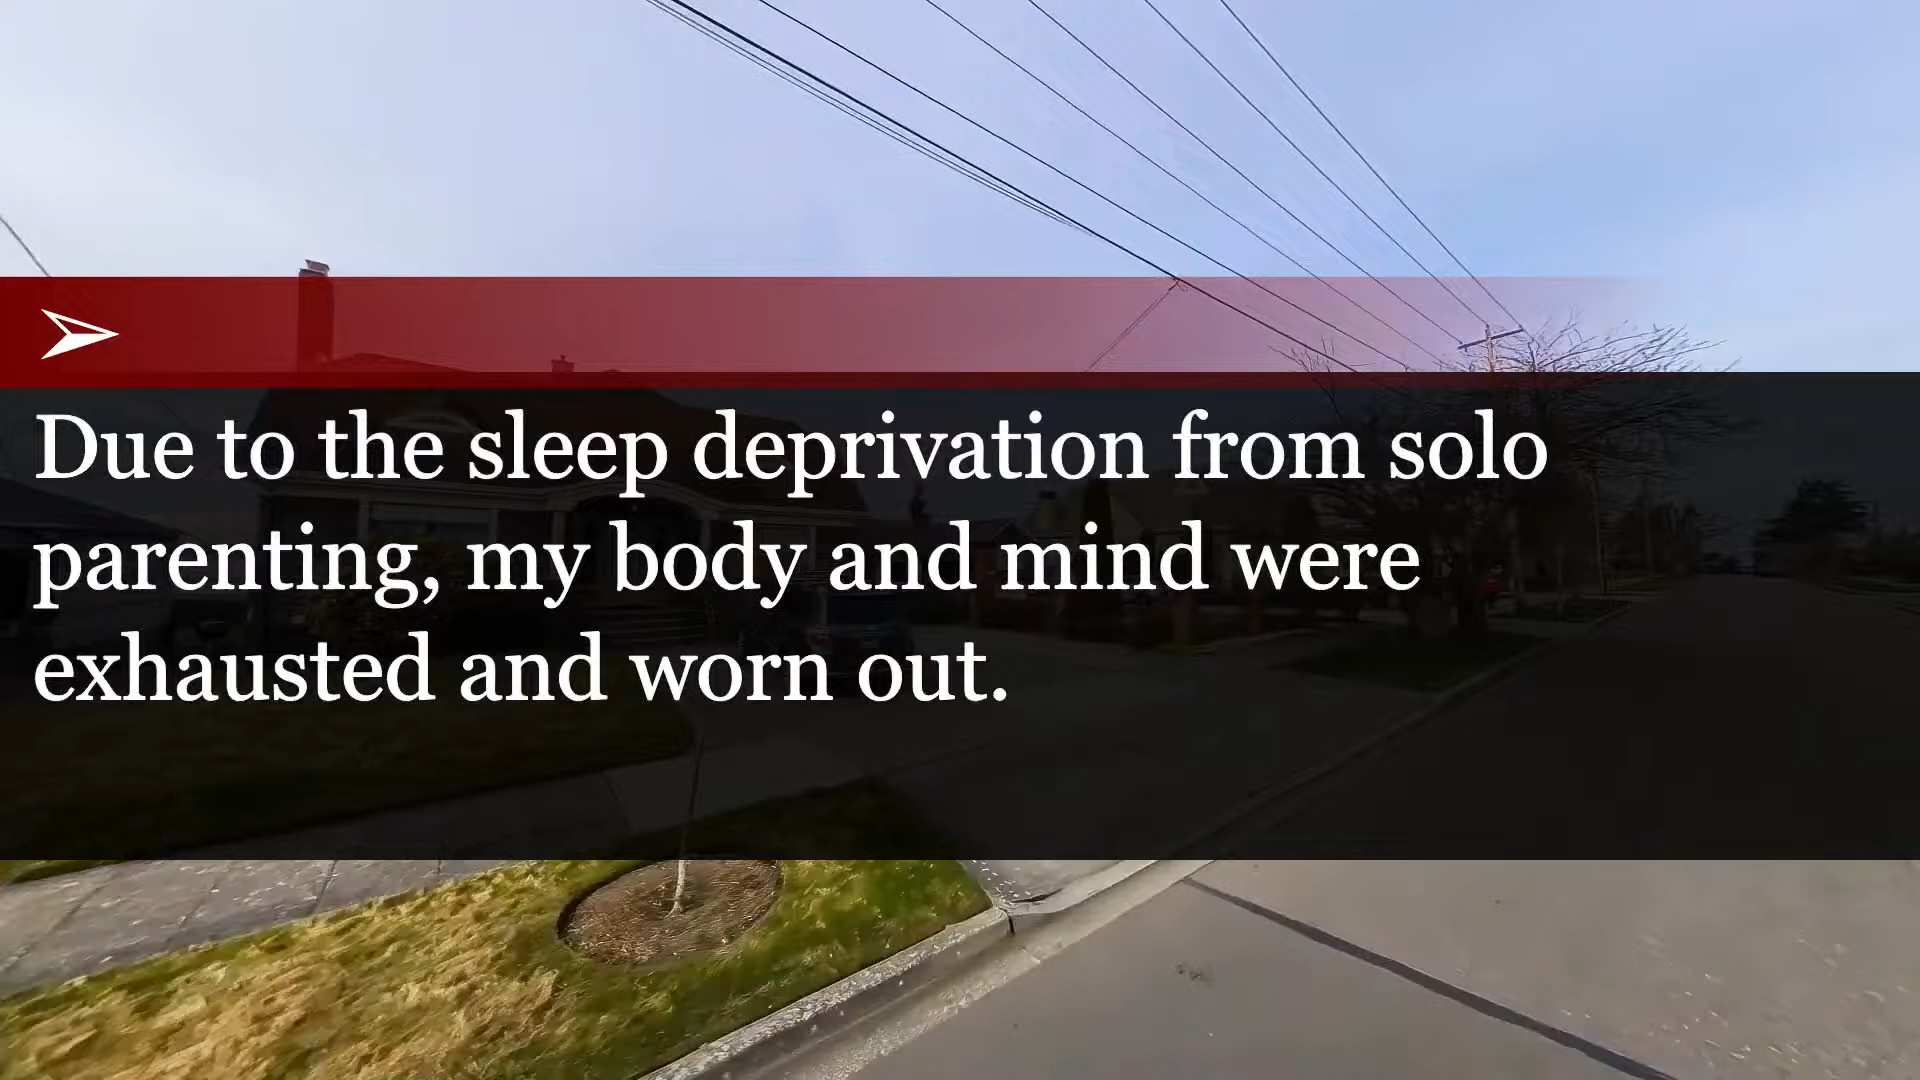 Due to the sleep deprivation from solo
parenting, my body and mind were
exhausted and worn out.